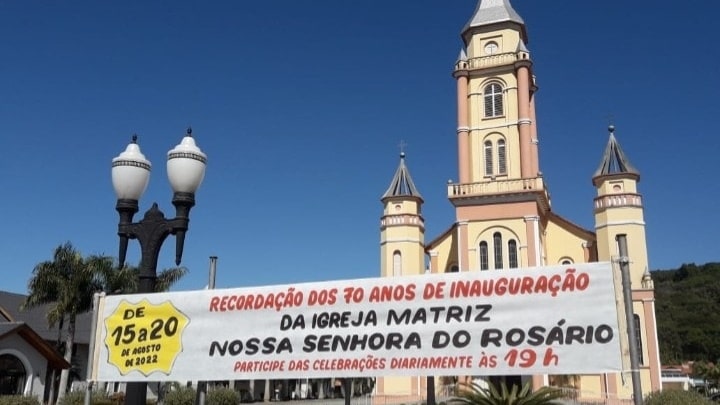 DE
15 a 20
DE AGOSTO
DE 2022
RECORDAÇÃO DOS 70 ANOS DE INAUGURAÇÃO
DA IGREJA MATRIZ
NOSSA SENHORA DO ROSÁRIO
PARTICIPE DAS CELEBRAÇÕES DIARIAMENTE ÀS 19 h